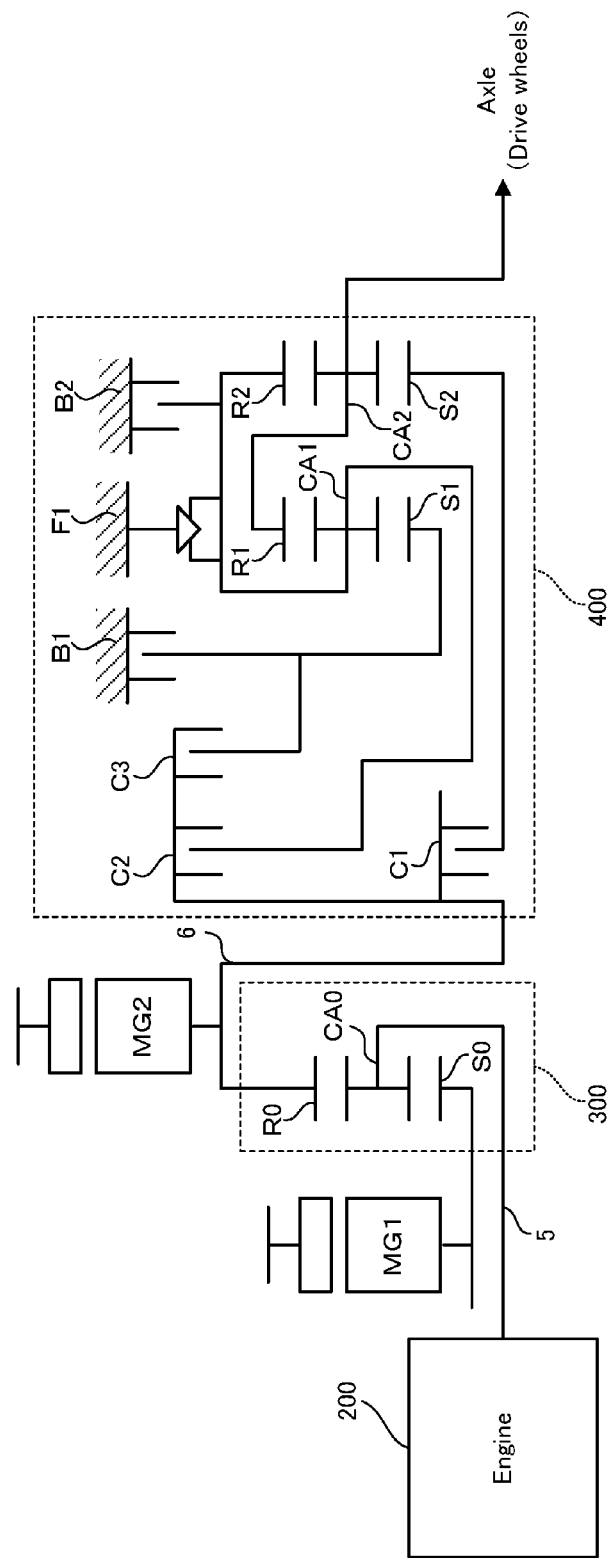 200
Engine
5
MG1
MG2
6
R0
CA0
S0
300
C2
C3
C1
B1
F1
B2
R1
CA1
S1
R2
CA2
S2
400
Axle
(Drive wheels)